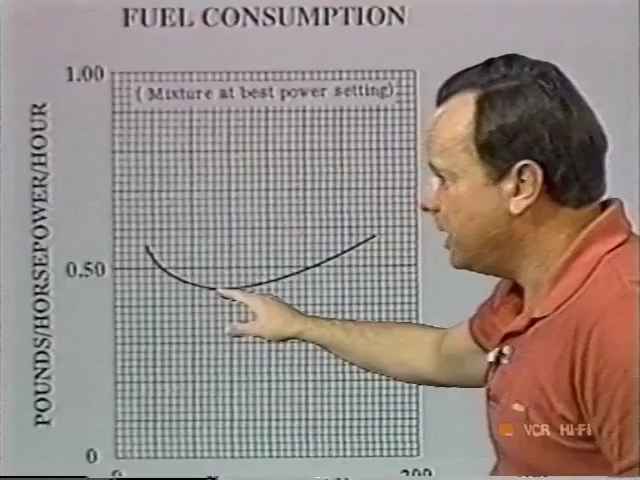 FUEL CONSUMPTION
1.00
( Mixture at best power setting)
POUNDS/HORSEPOWER/HOUR
0.50
0
0
200
VCR HI-FI